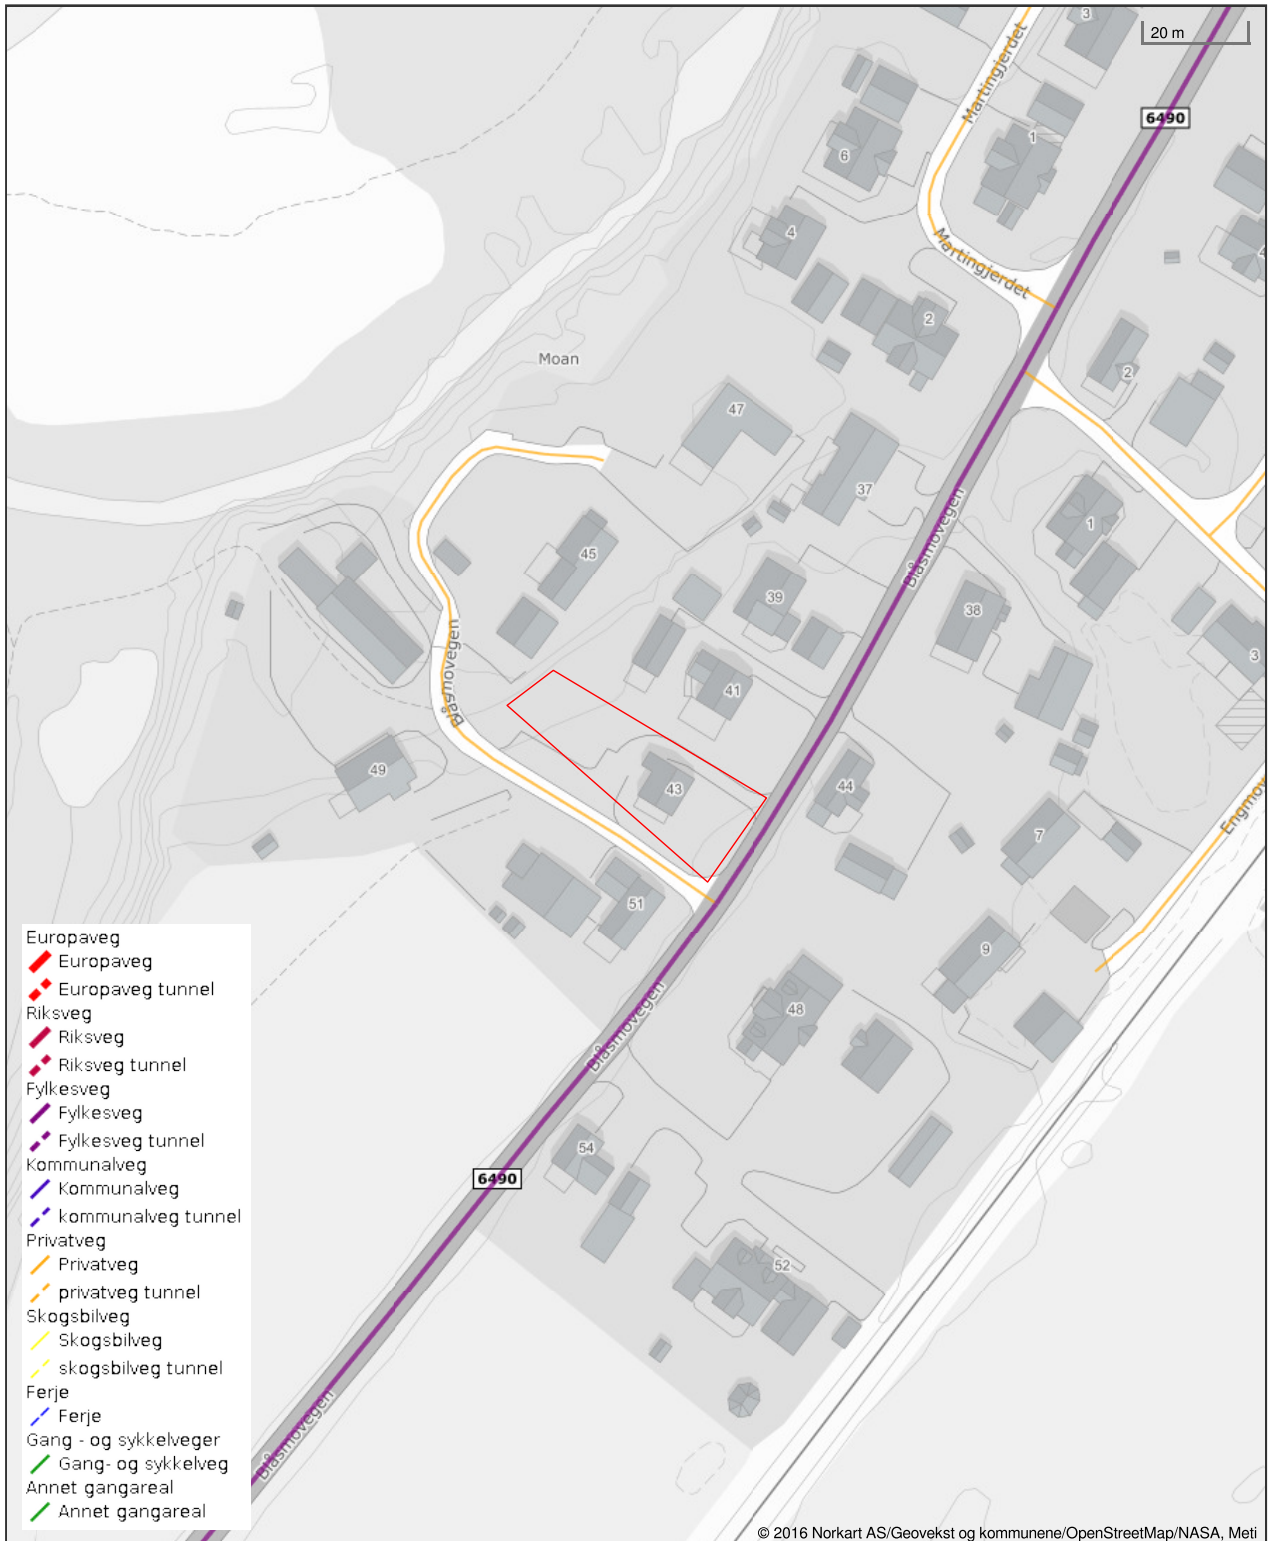 3
20 m
Martingjerdet
6490
1
6
4
4
Martingjerdet
2
Moan
2
47
37
1
45
Blåsmovegen
39
38
3
Blåsmovegen
41
49
43
44
Engmov
7
51
9
48
Blåsmovegen
54
6490
52
Blåsmovegen
Europaveg
Europaveg
Europaveg tunnel
Riksveg
Riksveg
Riksveg tunnel
Fylkesveg
Fylkesveg
Fylkesveg tunnel
Kommunalveg
Kommunalveg
kommunalveg tunnel
Privatveg
Privatveg
privatveg tunnel
Skogsbilveg
Skogsbilveg
skogsbilveg tunnel
Ferje
Ferje
Gang - og sykkelveger
Gang- og sykkelveg
Annet gangareal
Annet gangareal
© 2016 Norkart AS/Geovekst og kommunene/OpenStreetMap/NASA, Meti